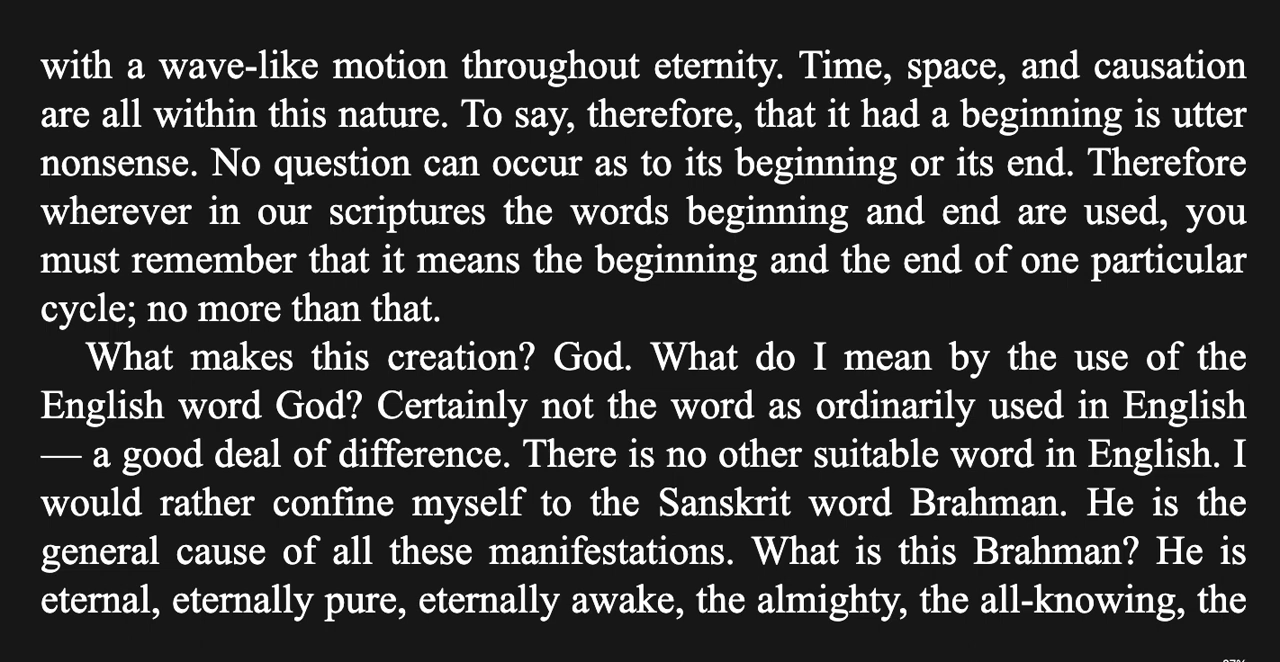 with a wave-like motion throughout eternity. Time, space, and causation
are all within this nature. To say, therefore, that it had a beginning is utter
nonsense. No question can occur as to its beginning or its end. Therefore
wherever in our scriptures the words beginning and end are used, you
must remember that it means the beginning and the end of one particular
cycle; no more than that.
What makes this creation? God. What do I mean by the use of the
English word God? Certainly not the word as ordinarily used in English
— a good deal of difference. There is no other suitable word in English. I
would rather confine myself to the Sanskrit word Brahman. He is the
general cause of all these manifestations. What is this Brahman? He is
eternal, eternally pure, eternally awake, the almighty, the all-knowing, the